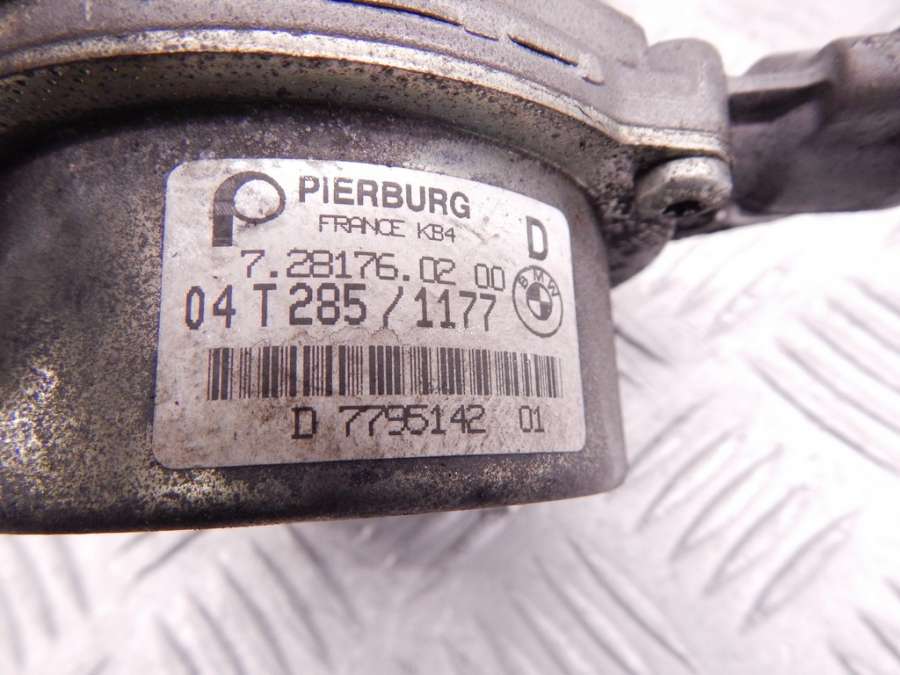 PIERBURG
FRANCE KB4
D
7.28176.02 00
BMW
04 T 285 / 1177
D 7795142 01